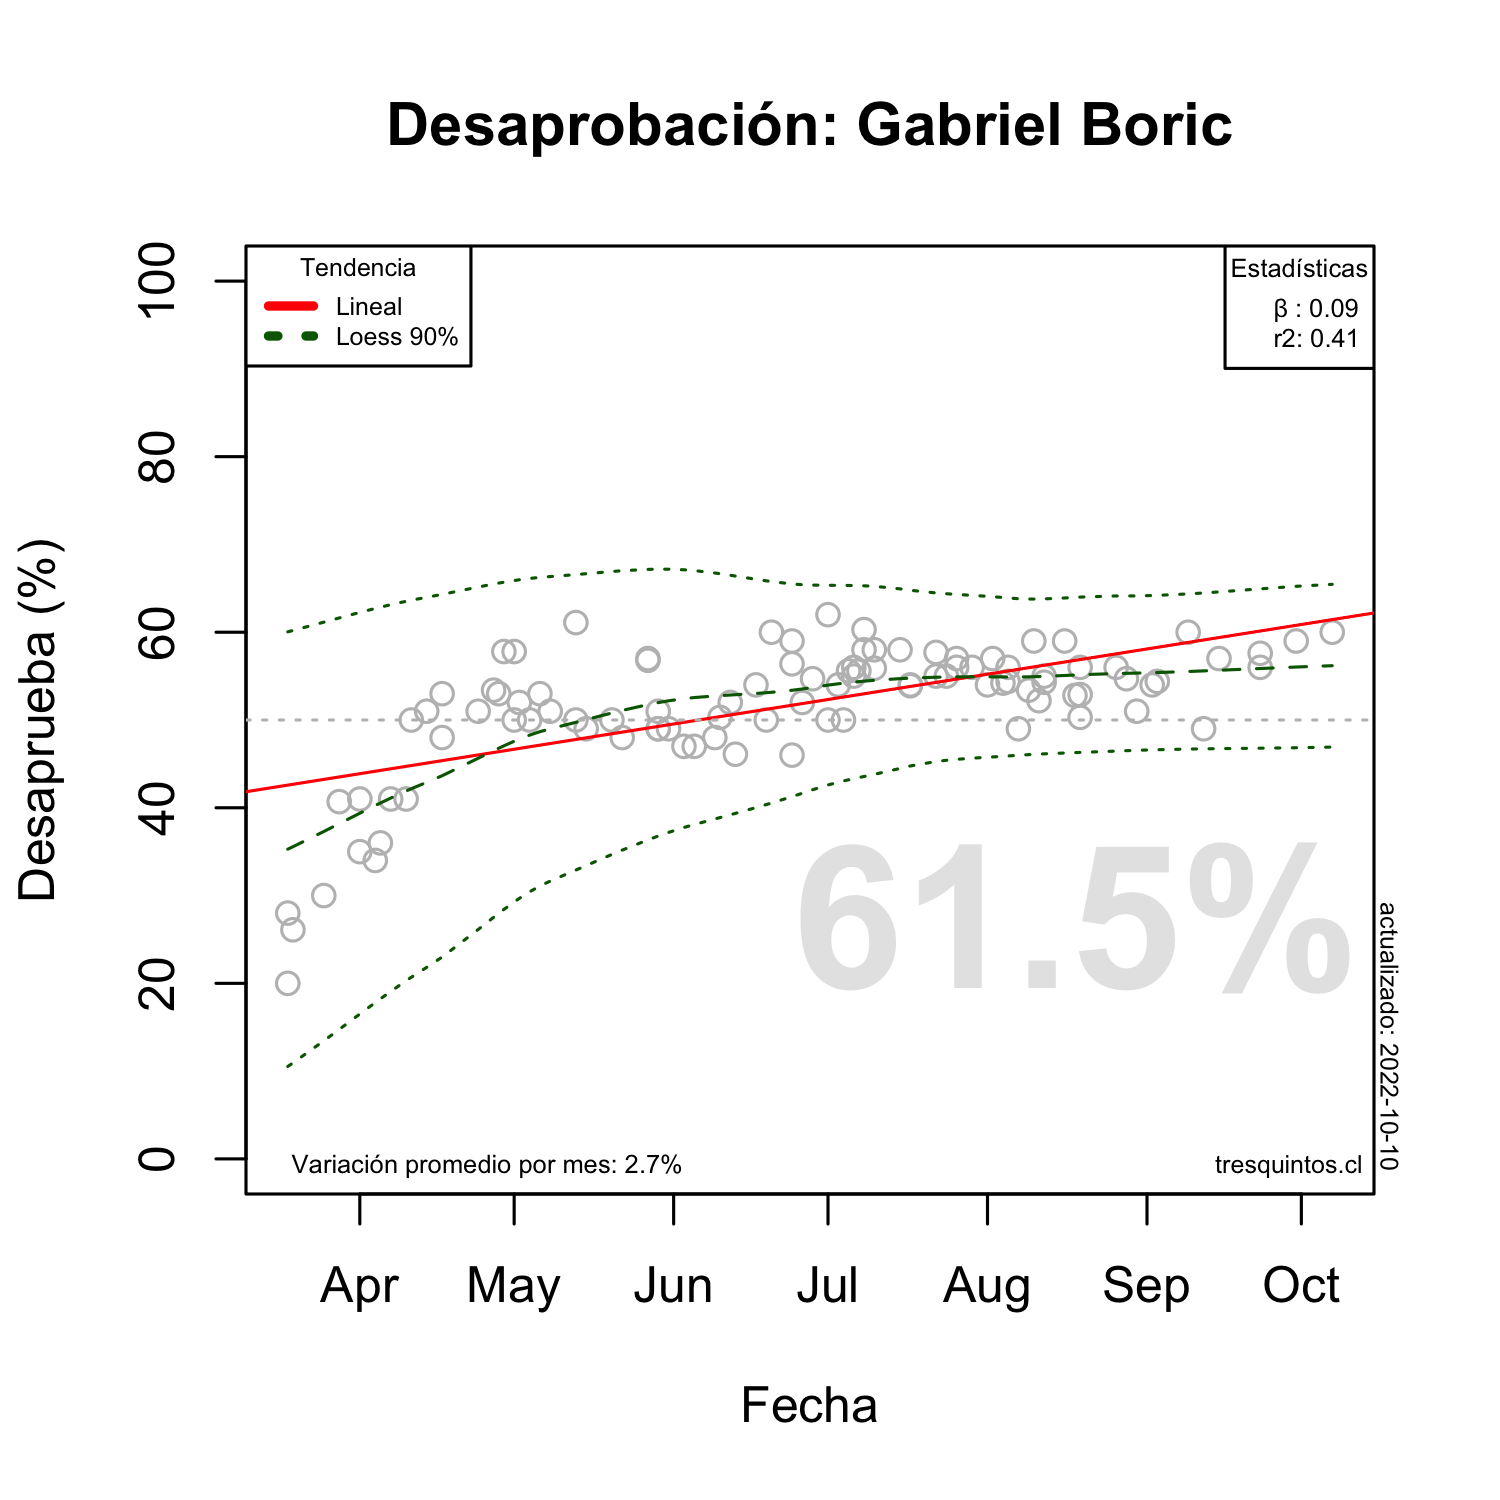 Desaprobación: Gabriel Boric
Tendencia
Lineal
Loess 90%
Estadísticas
β : 0.09
r2: 0.41
100
80
60
40
20
0
Desaprueba (%)
61.5%
actualizado: 2022-10-10
Variación promedio por mes: 2.7%
tresquintos.cl
Apr May Jun Jul Aug Sep Oct
Fecha